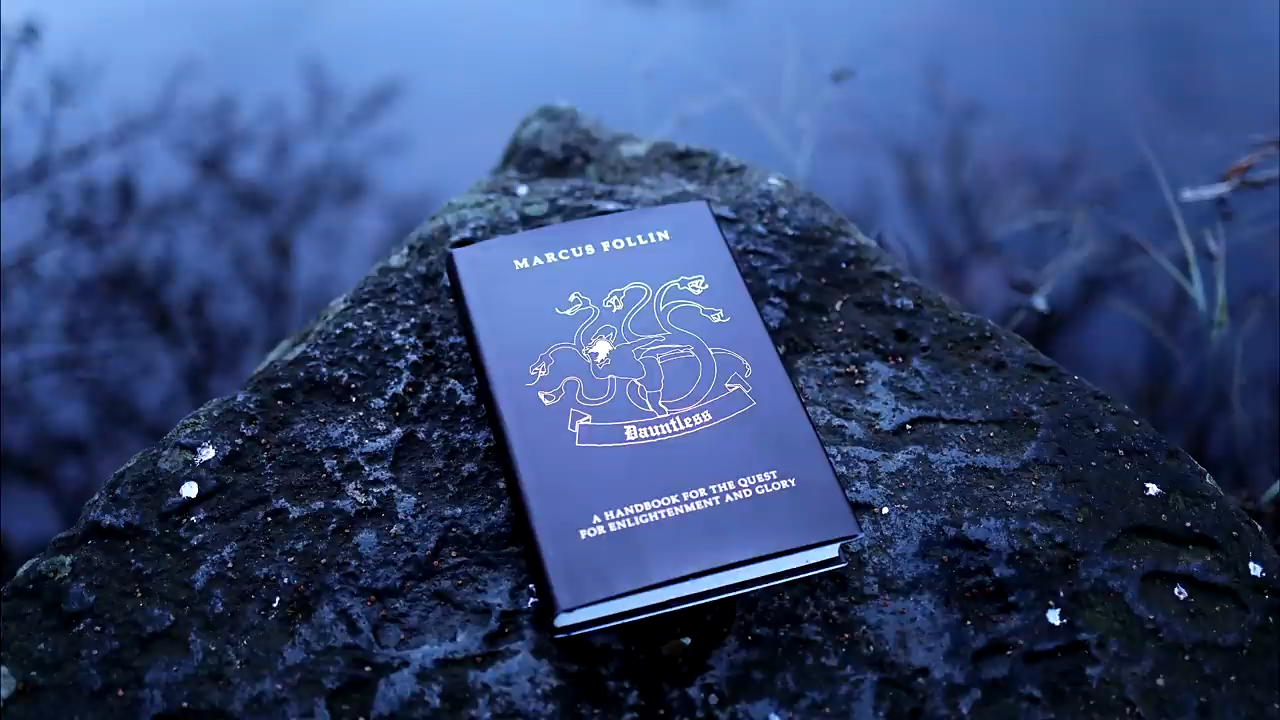 MARCUS FOLLIN
Dauntless
A HANDBOOK FOR THE QUEST
FOR ENLIGHTENMENT AND GLORY